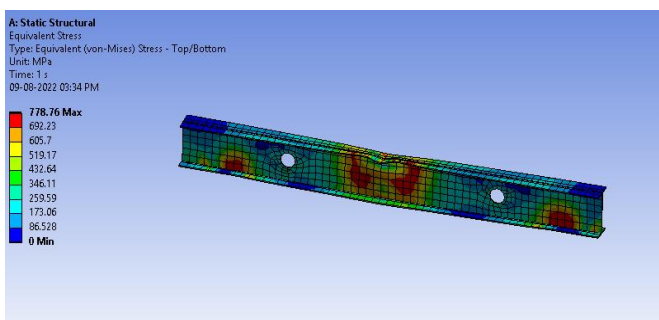 A: Static Structural
Equivalent Stress
Type: Equivalent (von-Mises) Stress - Top/Bottom
Unit: MPa
Time: 1 s
09-08-2022 03:34 PM
778.76 Max
692.23
605.7
519.17
432.64
346.11
259.59
173.06
86.528
0 Min